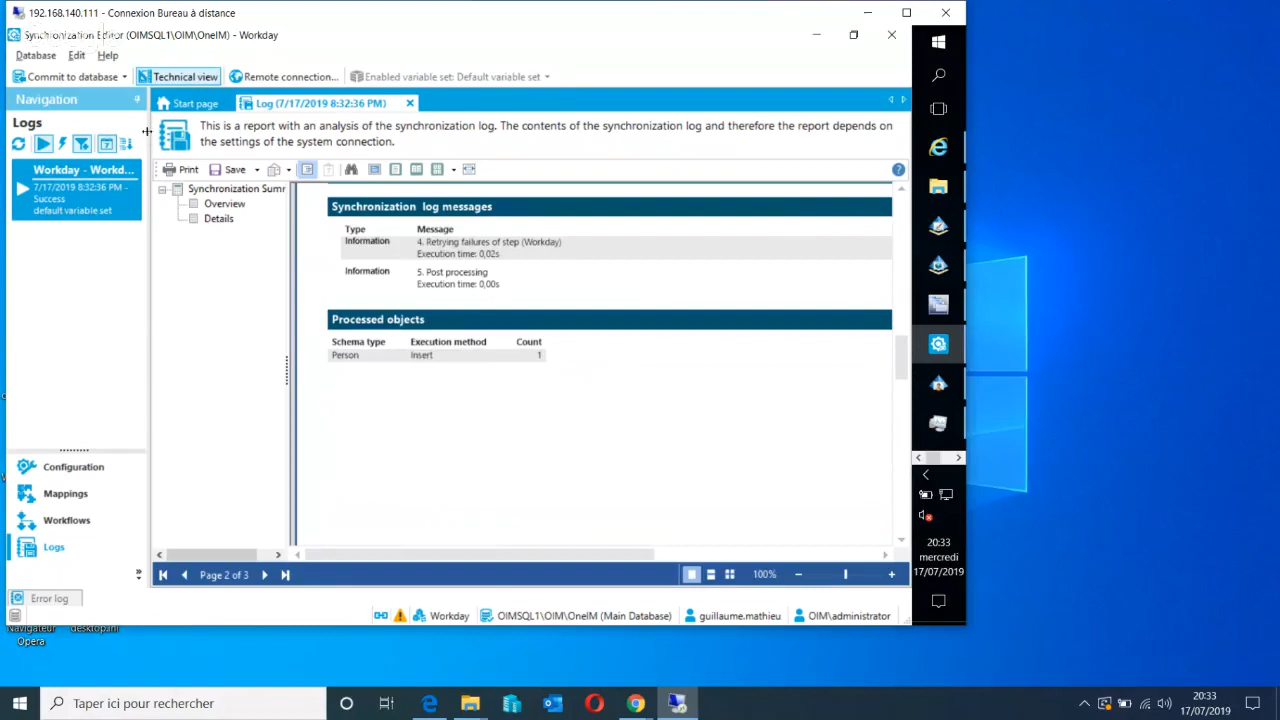 192.168.140.111 - Connexion Bureau à distance
Synchronization Editor (OIMSQL1\OIM\OneIM) - Workday
Database Edit Help
Commit to database Technical view Remote connection... Enabled variable set: Default variable set
Navigation
Start page Log (7/17/2019 8:32:36 PM)
Logs
This is a report with an analysis of the synchronization log. The contents of the synchronization log and therefore the report depends on
the settings of the system connection.
Print Save
Workday - Workd...
7/17/2019 8:32:36 PM -
Success
default variable set
Synchronization Sumr
Overview
Details
Synchronization log messages
Type Message
Information 4. Retrying failures of step (Workday)
Execution time: 0,02s
Information 5. Post processing
Execution time: 0,00s
Processed objects
Schema type Execution method Count
Person Insert 1
Configuration
Mappings
Workflows
Logs
Page 2 of 3
100%
Error log
Workday OIMSQL1\OIM\OneIM (Main Database) guillaume.mathieu OIM\administrator
20:33
mercredi
17/07/2019
Navigateur
Opera
desktop.ini
Taper ici pour rechercher
20:33
17/07/2019